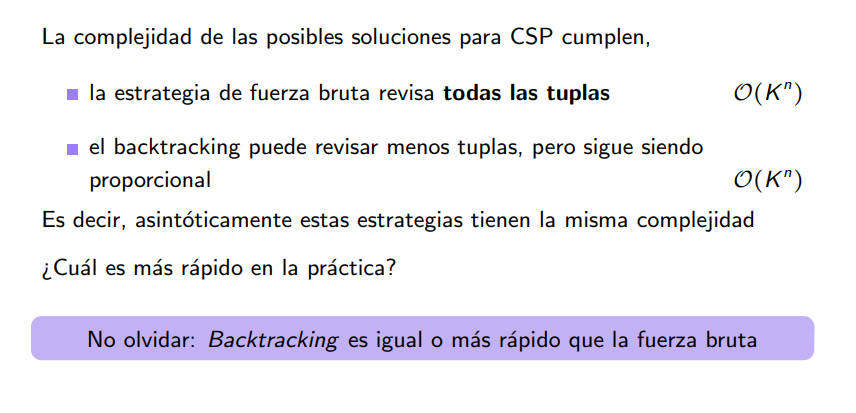 La complejidad de las posibles soluciones para CSP cumplen,
la estrategia de fuerza bruta revisa todas las tuplas 𝒪(Kⁿ)
el backtracking puede revisar menos tuplas, pero sigue siendo
proporcional 𝒪(Kⁿ)
Es decir, asintóticamente estas estrategias tienen la misma complejidad
¿Cuál es más rápido en la práctica?
No olvidar: Backtracking es igual o más rápido que la fuerza bruta